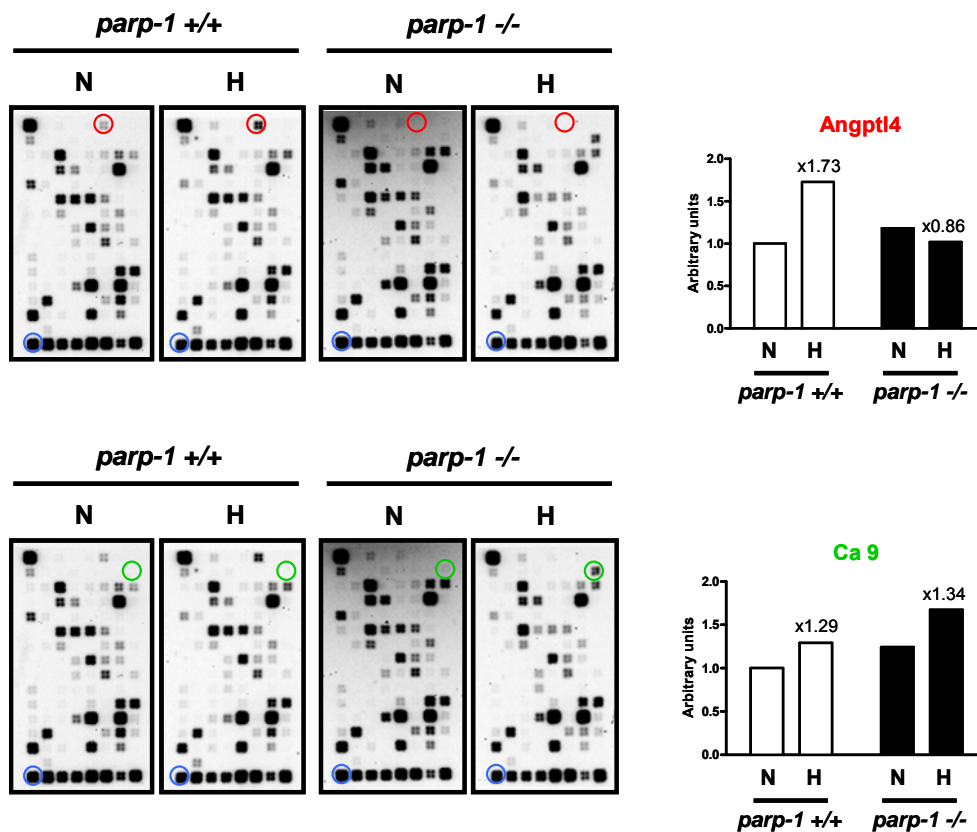 parp-1 +/+
parp-1 -/-
N
H
N
H
Angptl4
2.0
1.5
1.0
0.5
0.0
Arbitrary units
x1.73
x0.86
N
H
N
H
parp-1 +/+
parp-1 -/-
parp-1 +/+
parp-1 -/-
N
H
N
H
Ca 9
2.0
1.5
1.0
0.5
0.0
Arbitrary units
x1.29
x1.34
N
H
N
H
parp-1 +/+
parp-1 -/-